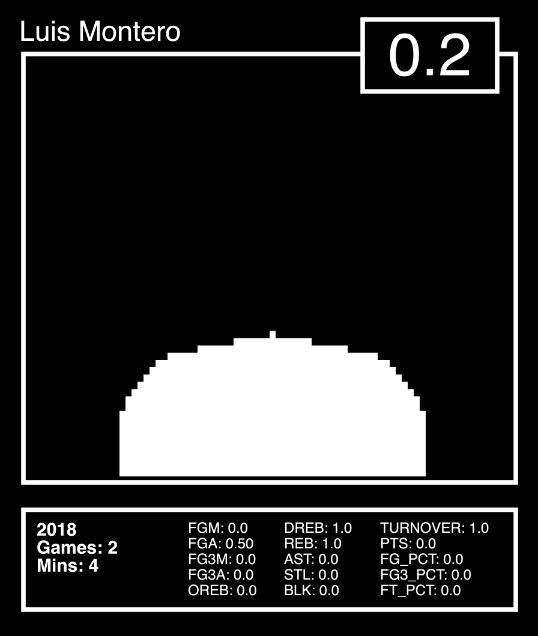 Luis Montero
0.2
2018
Games: 2
Mins: 4
FGM: 0.0
FGA: 0.50
FG3M: 0.0
FG3A: 0.0
OREB: 0.0
DREB: 1.0
REB: 1.0
AST: 0.0
STL: 0.0
BLK: 0.0
TURNOVER: 1.0
PTS: 0.0
FG_PCT: 0.0
FG3_PCT: 0.0
FT_PCT: 0.0